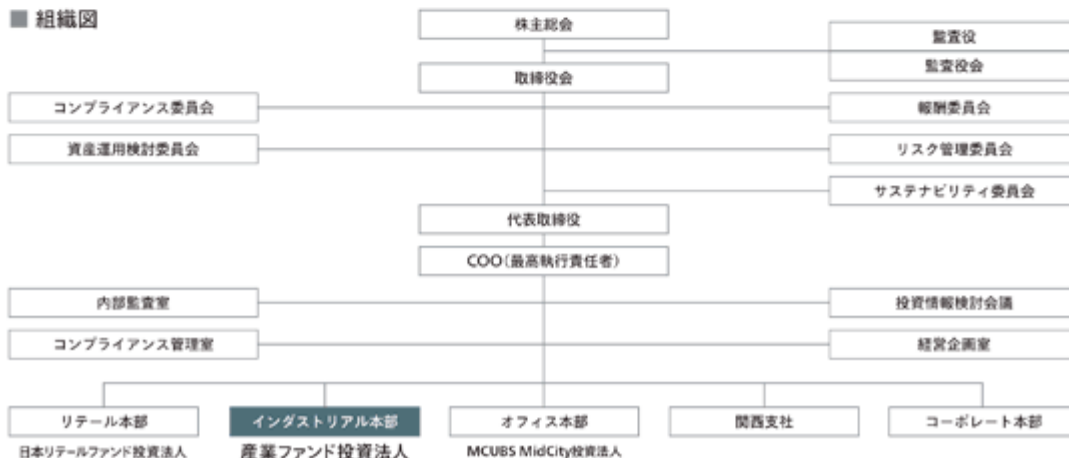 ■ 組織図
株主総会
監査役
監査役会
取締役会
コンプライアンス委員会
報酬委員会
資産運用検討委員会
リスク管理委員会
サステナビリティ委員会
代表取締役
COO（最高執行責任者）
内部監査室
投資情報検討会議
コンプライアンス管理室
経営企画室
リテール本部
インダストリアル本部
オフィス本部
関西支社
コーポレート本部
日本リテールファンド投資法人
産業ファンド投資法人
MCUBS MidCity投資法人